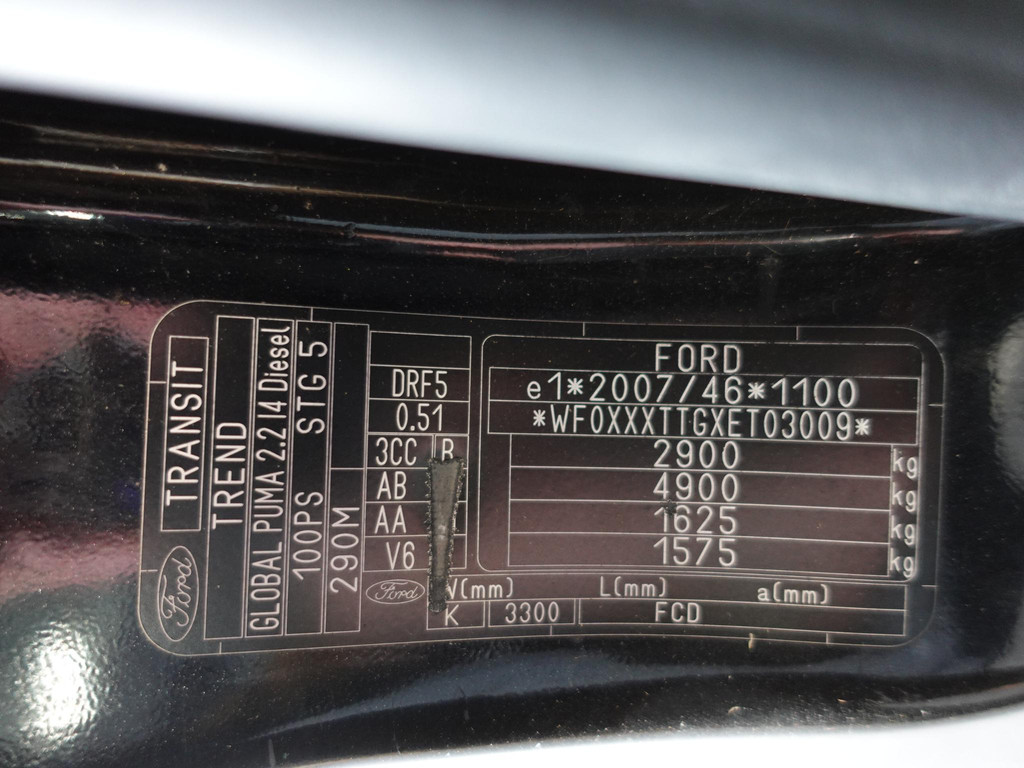 TRANSIT
TREND
GLOBAL PUMA 2.2 I4 Diesel
100PS STG 5
290M
Ford
DRF5
0.51
3CC B
AB
AA
V6
Ford
FORD
e1*2007/46*1100
*WF0XXXTTGXET03009*
2900 kg
4900 kg
1625 kg
1575 kg
V(mm) L(mm) a(mm)
K 3300 FCD